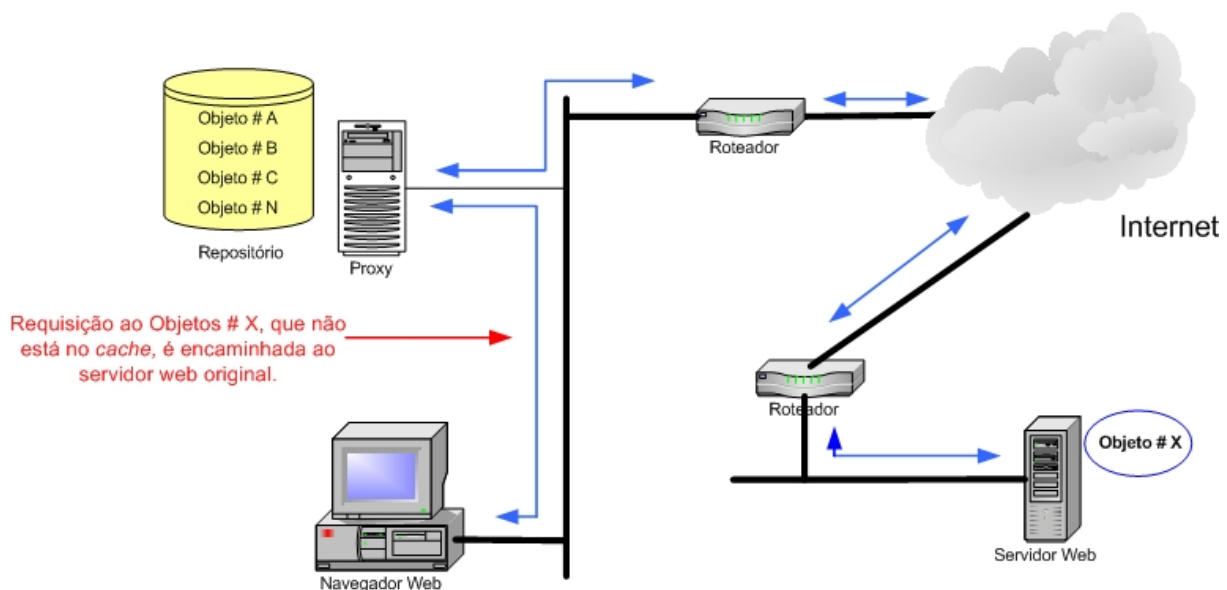 Objeto # A
Objeto # B
Objeto # C
Objeto # N
Repositório
Proxy
Roteador
Internet
Requisição ao Objetos # X, que não
está no cache, é encaminhada ao
servidor web original.
Roteador
Objeto # X
Servidor Web
Navegador Web